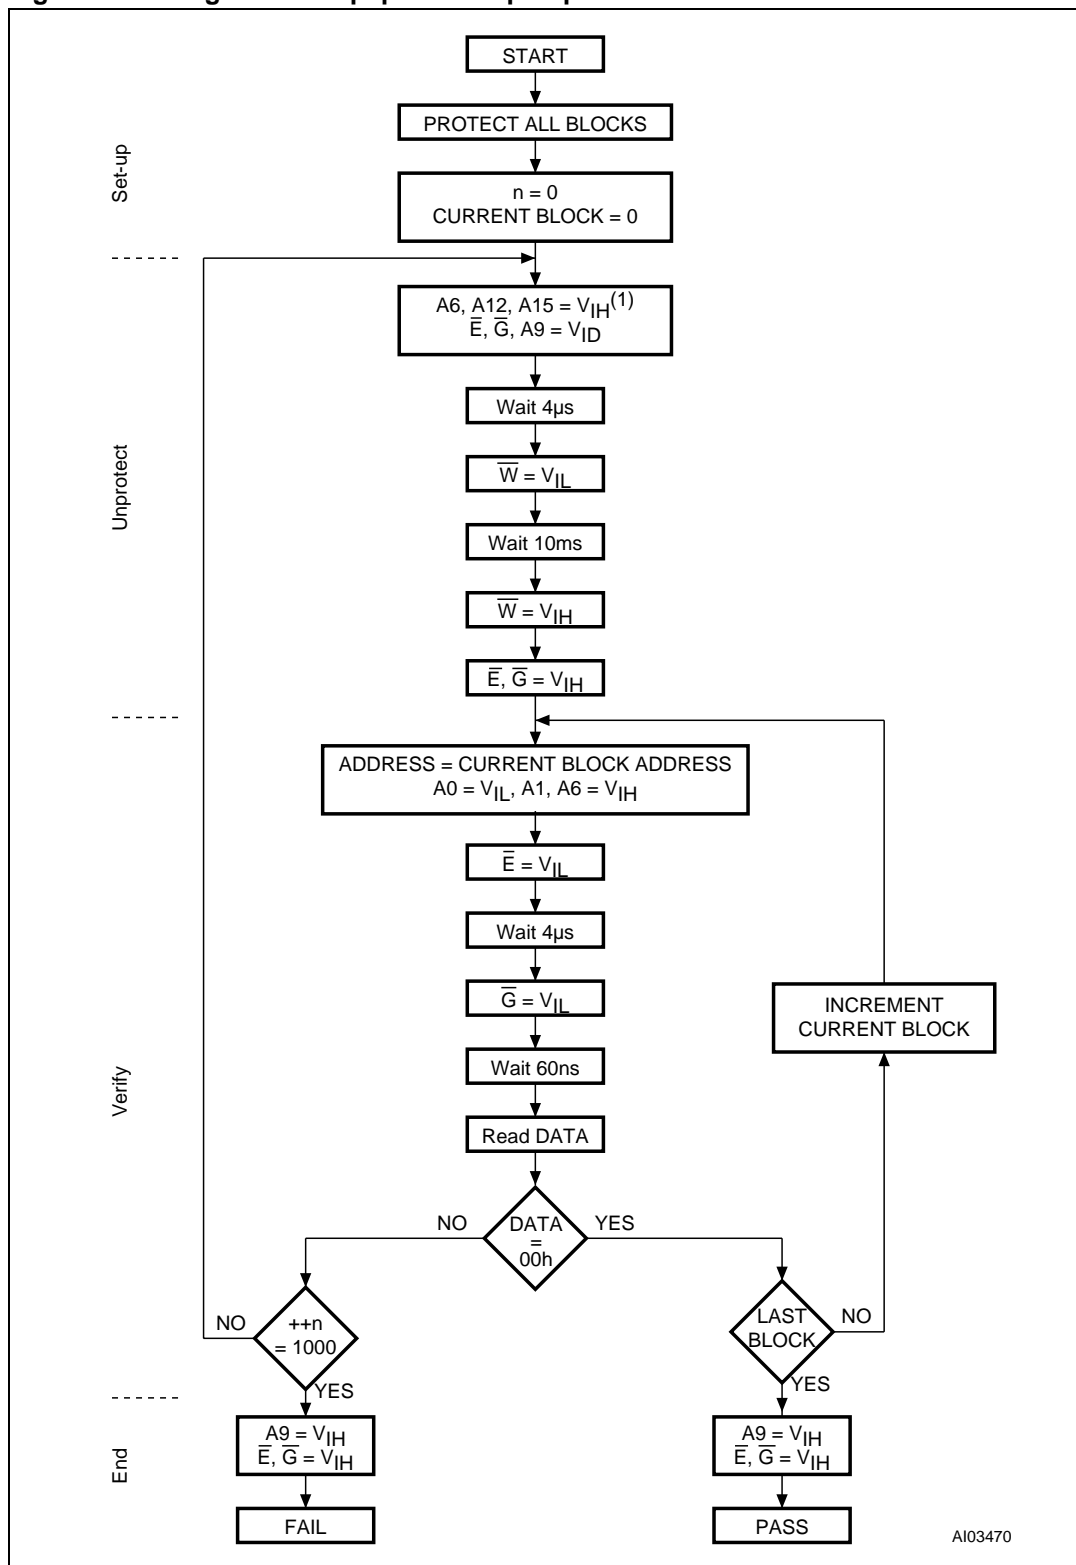 START
PROTECT ALL BLOCKS
Set-up
n = 0
CURRENT BLOCK = 0
A6, A12, A15 = VIH(1)
E̅, G̅, A9 = VID
Wait 4µs
Unprotect
W̅ = VIL
Wait 10ms
W̅ = VIH
E̅, G̅ = VIH
ADDRESS = CURRENT BLOCK ADDRESS
A0 = VIL, A1, A6 = VIH
E̅ = VIL
Wait 4µs
G̅ = VIL
INCREMENT
CURRENT BLOCK
Wait 60ns
Verify
Read DATA
NO
DATA
=
00h
YES
NO
++n
= 1000
YES
LAST
BLOCK
NO
YES
End
A9 = VIH
E̅, G̅ = VIH
A9 = VIH
E̅, G̅ = VIH
FAIL
PASS
AI03470